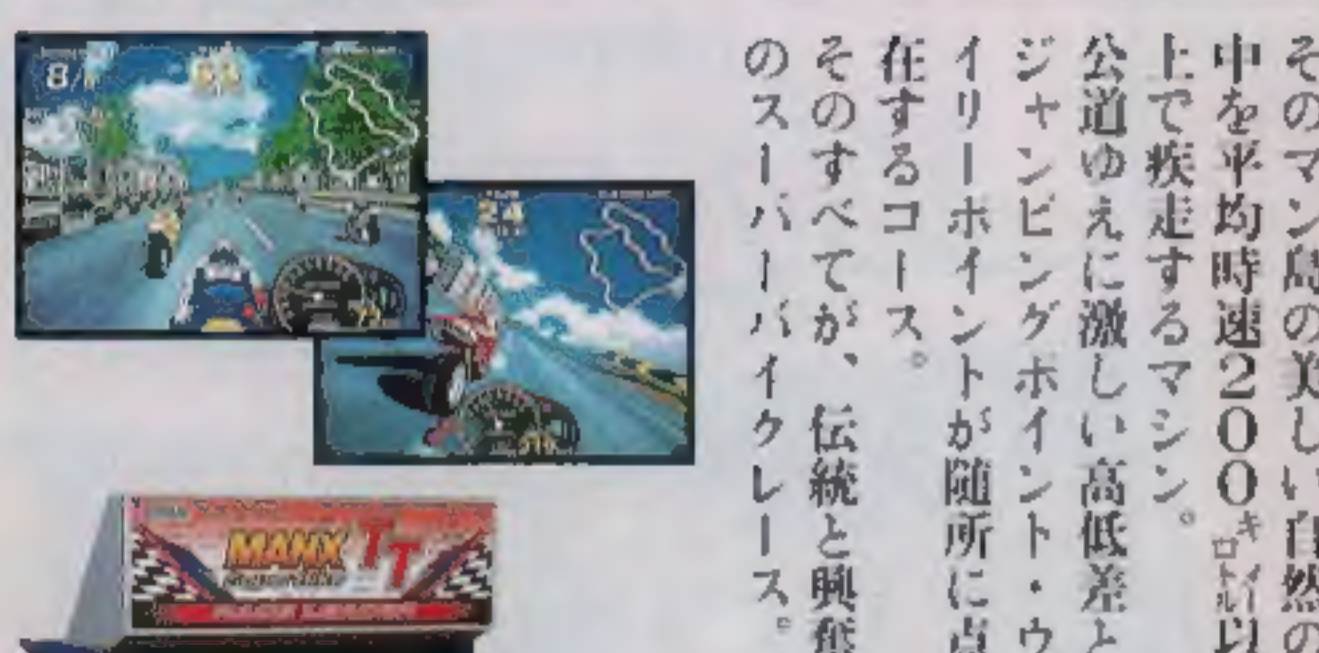 そのマン島の美しい自然の
中を平均時速200キロメートル以
上で疾走するマシン。
公道ゆえに激しい高低差と
ジャンピングポイント・ウ
イリーポイントが随所に点
在するコース。
そのすべてが、伝統と興奮
のスーパーバイクレース。
8/
24
MANX TT